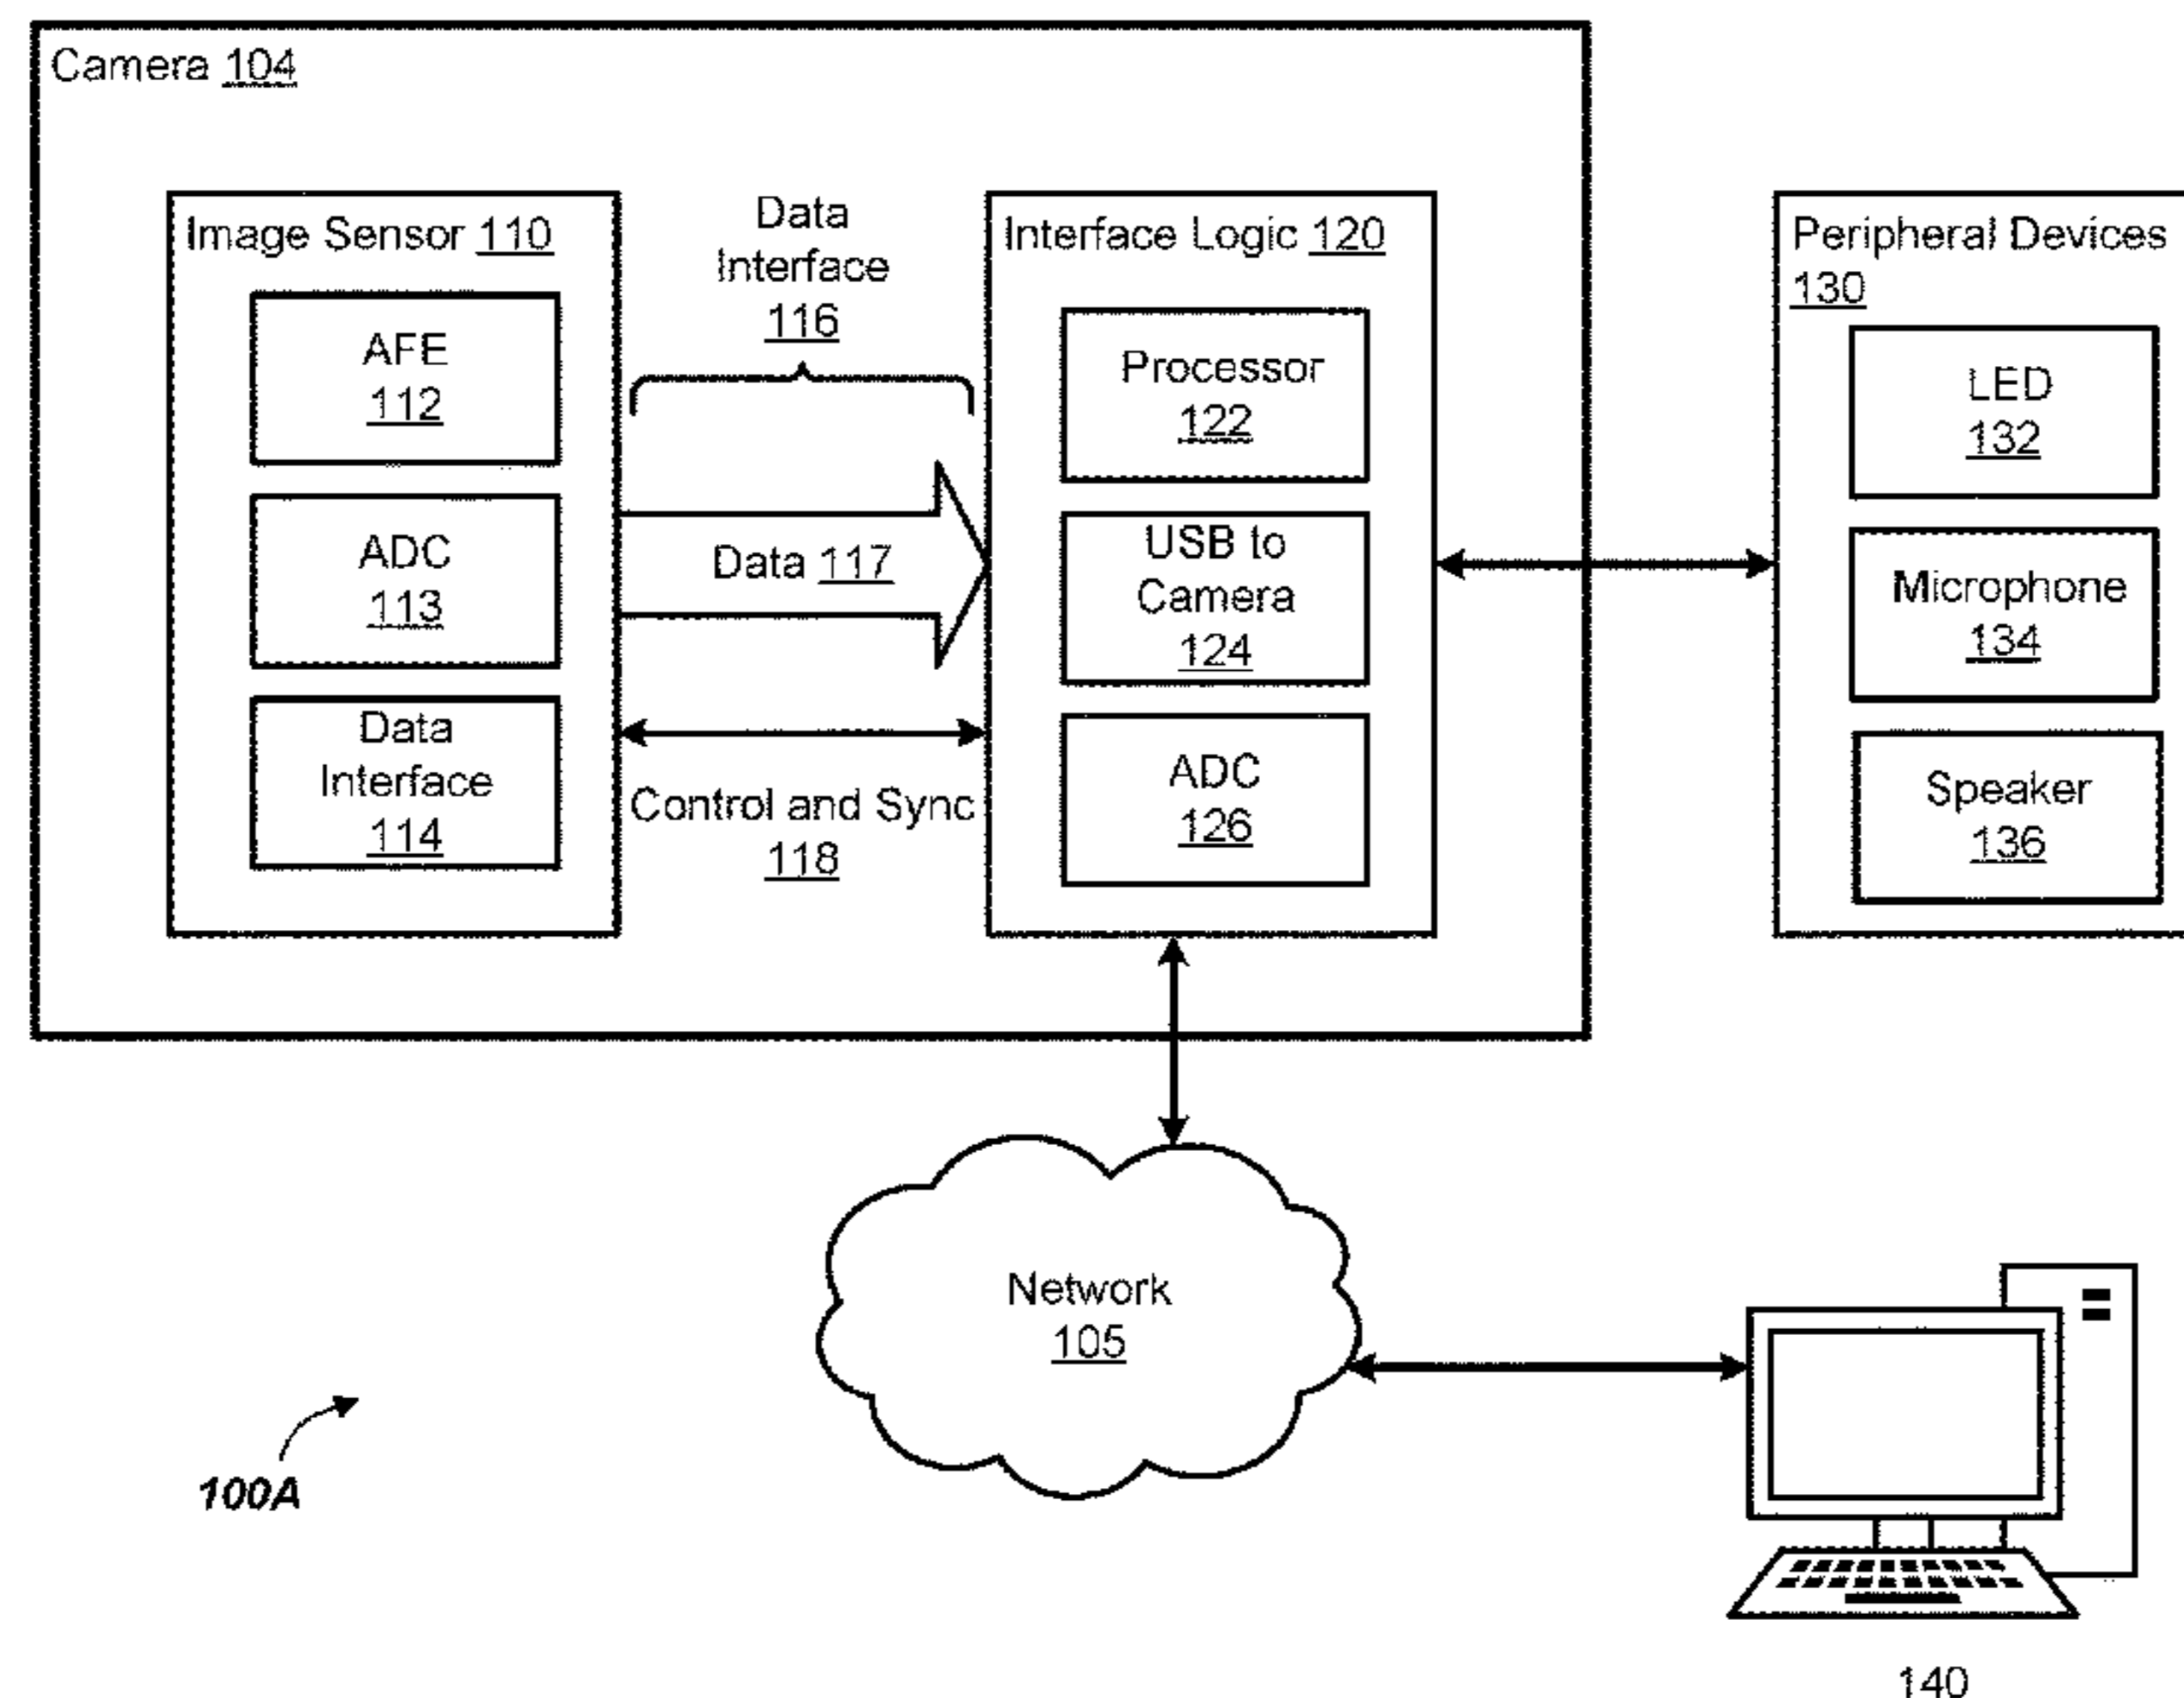 Camera 104
Image Sensor 110
AFE
112
ADC
113
Data
Interface
114
Data
Interface
116
Data 117
Control and Sync
118
Interface Logic 120
Processor
122
USB to
Camera
124
ADC
126
Peripheral Devices
130
LED
132
Microphone
134
Speaker
136
Network
105
100A
140